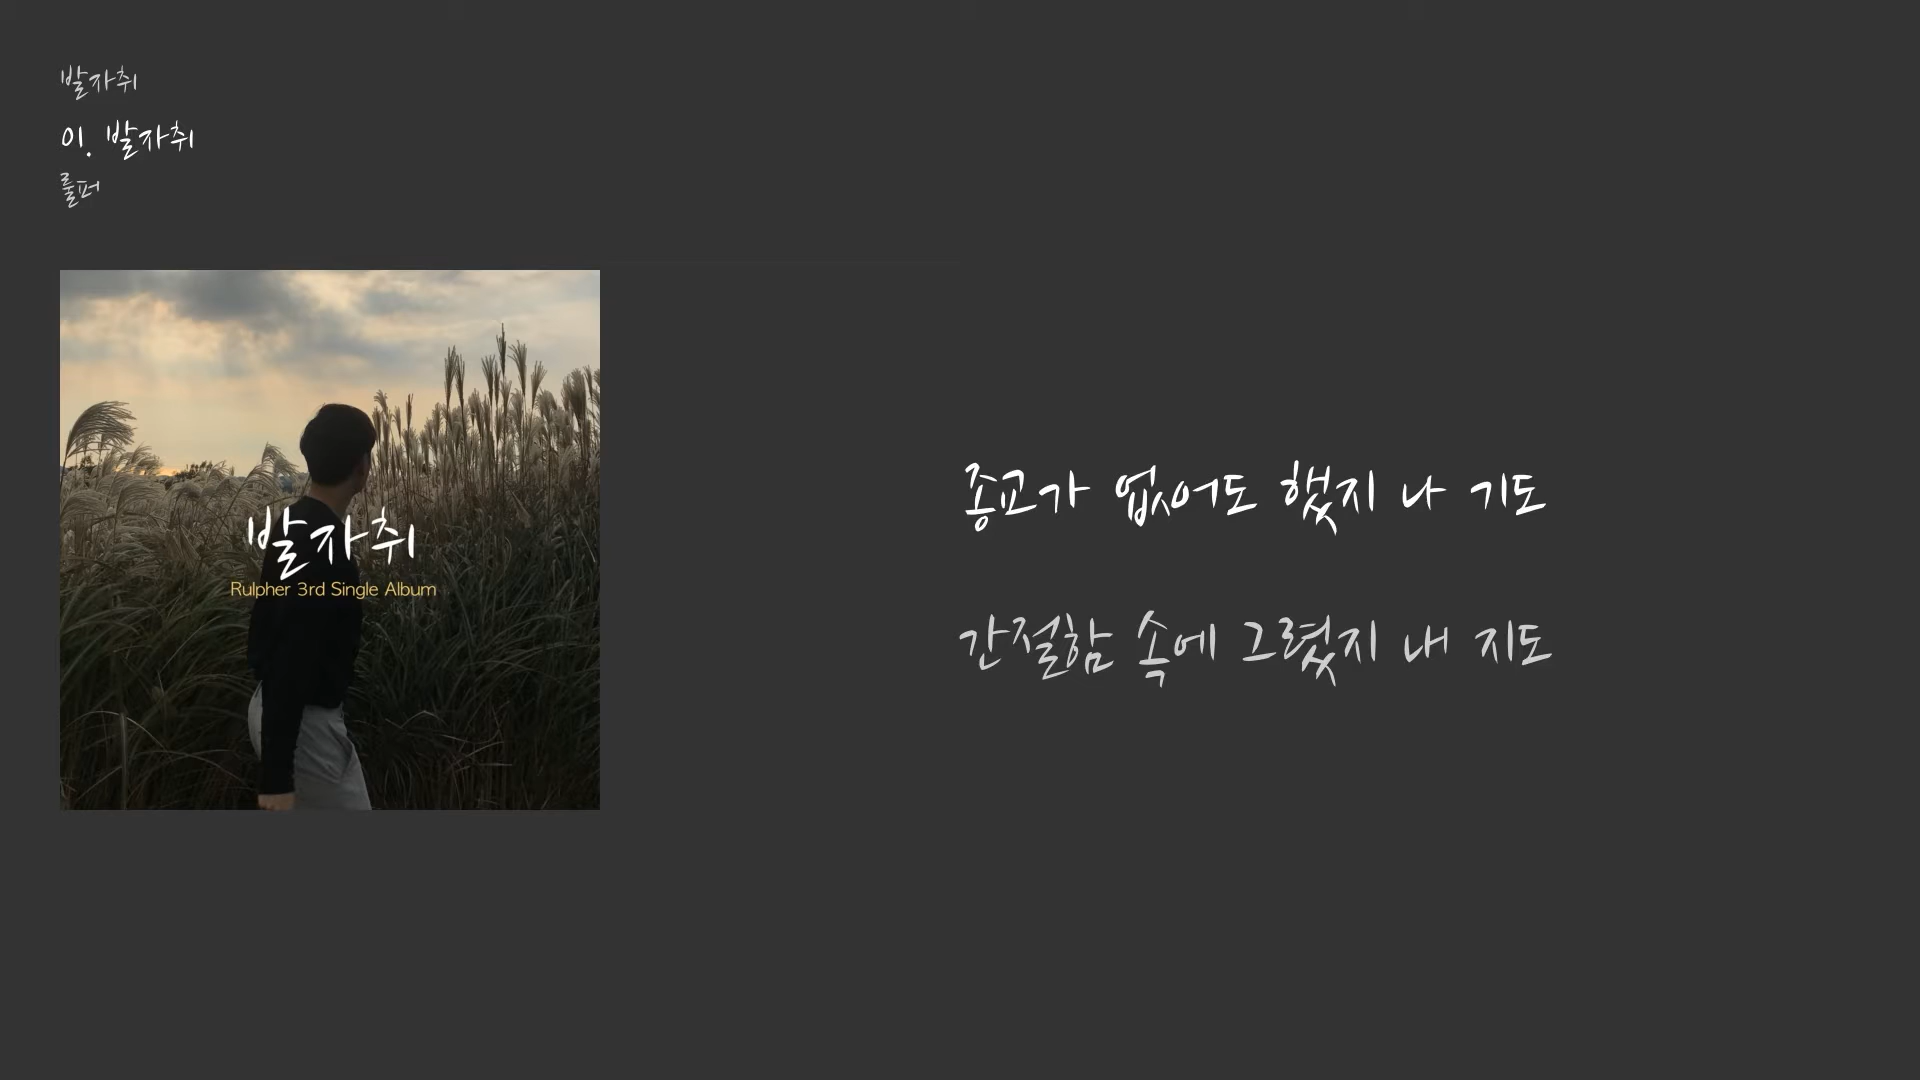 발자취
01. 발자취
룰퍼
발자취
Rulpher 3rd Single Album
종교가 없어도 했지 나 기도
간절함 속에 그렸지 내 지도